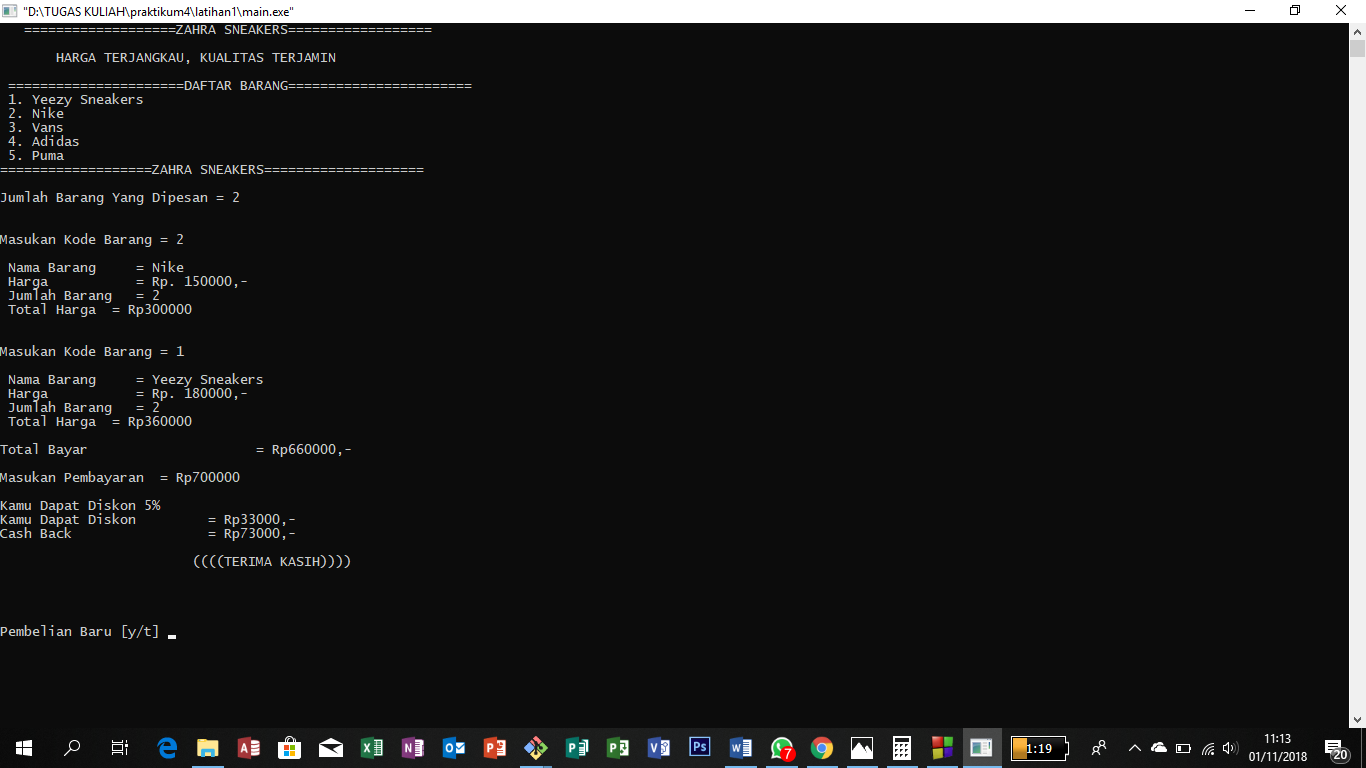 "D:\TUGAS KULIAH\praktikum4\latihan1\main.exe"
===================ZAHRA SNEAKERS==================
HARGA TERJANGKAU, KUALITAS TERJAMIN
======================DAFTAR BARANG=======================
1. Yeezy Sneakers
2. Nike
3. Vans
4. Adidas
5. Puma
===================ZAHRA SNEAKERS====================
Jumlah Barang Yang Dipesan = 2
Masukan Kode Barang = 2
Nama Barang     = Nike
Harga           = Rp. 150000,-
Jumlah Barang   = 2
Total Harga  = Rp300000
Masukan Kode Barang = 1
Nama Barang     = Yeezy Sneakers
Harga           = Rp. 180000,-
Jumlah Barang   = 2
Total Harga  = Rp360000
Total Bayar                     = Rp660000,-
Masukan Pembayaran  = Rp700000
Kamu Dapat Diskon 5%
Kamu Dapat Diskon         = Rp33000,-
Cash Back                 = Rp73000,-
((((TERIMA KASIH))))
Pembelian Baru [y/t]
1:19
11:13
01/11/2018
7
20
Ps